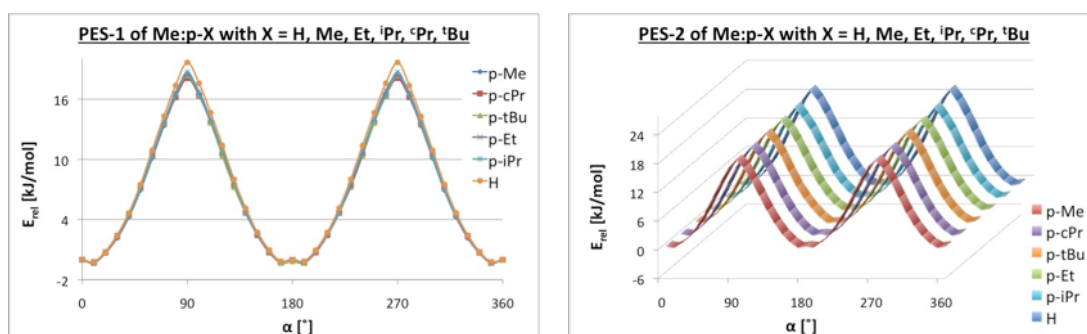 PES-1 of Me:p-X with X = H, Me, Et, ⁱPr, ᶜPr, ᵗBu
Eᵣₑₗ [kJ/mol]
16
10
4
-2
0
90
180
270
360
α [°]
p-Me
p-cPr
p-tBu
p-Et
p-iPr
H
PES-2 of Me:p-X with X = H, Me, Et, ⁱPr, ᶜPr, ᵗBu
Eᵣₑₗ [kJ/mol]
24
18
12
6
0
-6
0
90
180
270
360
α [°]
p-Me
p-cPr
p-tBu
p-Et
p-iPr
H